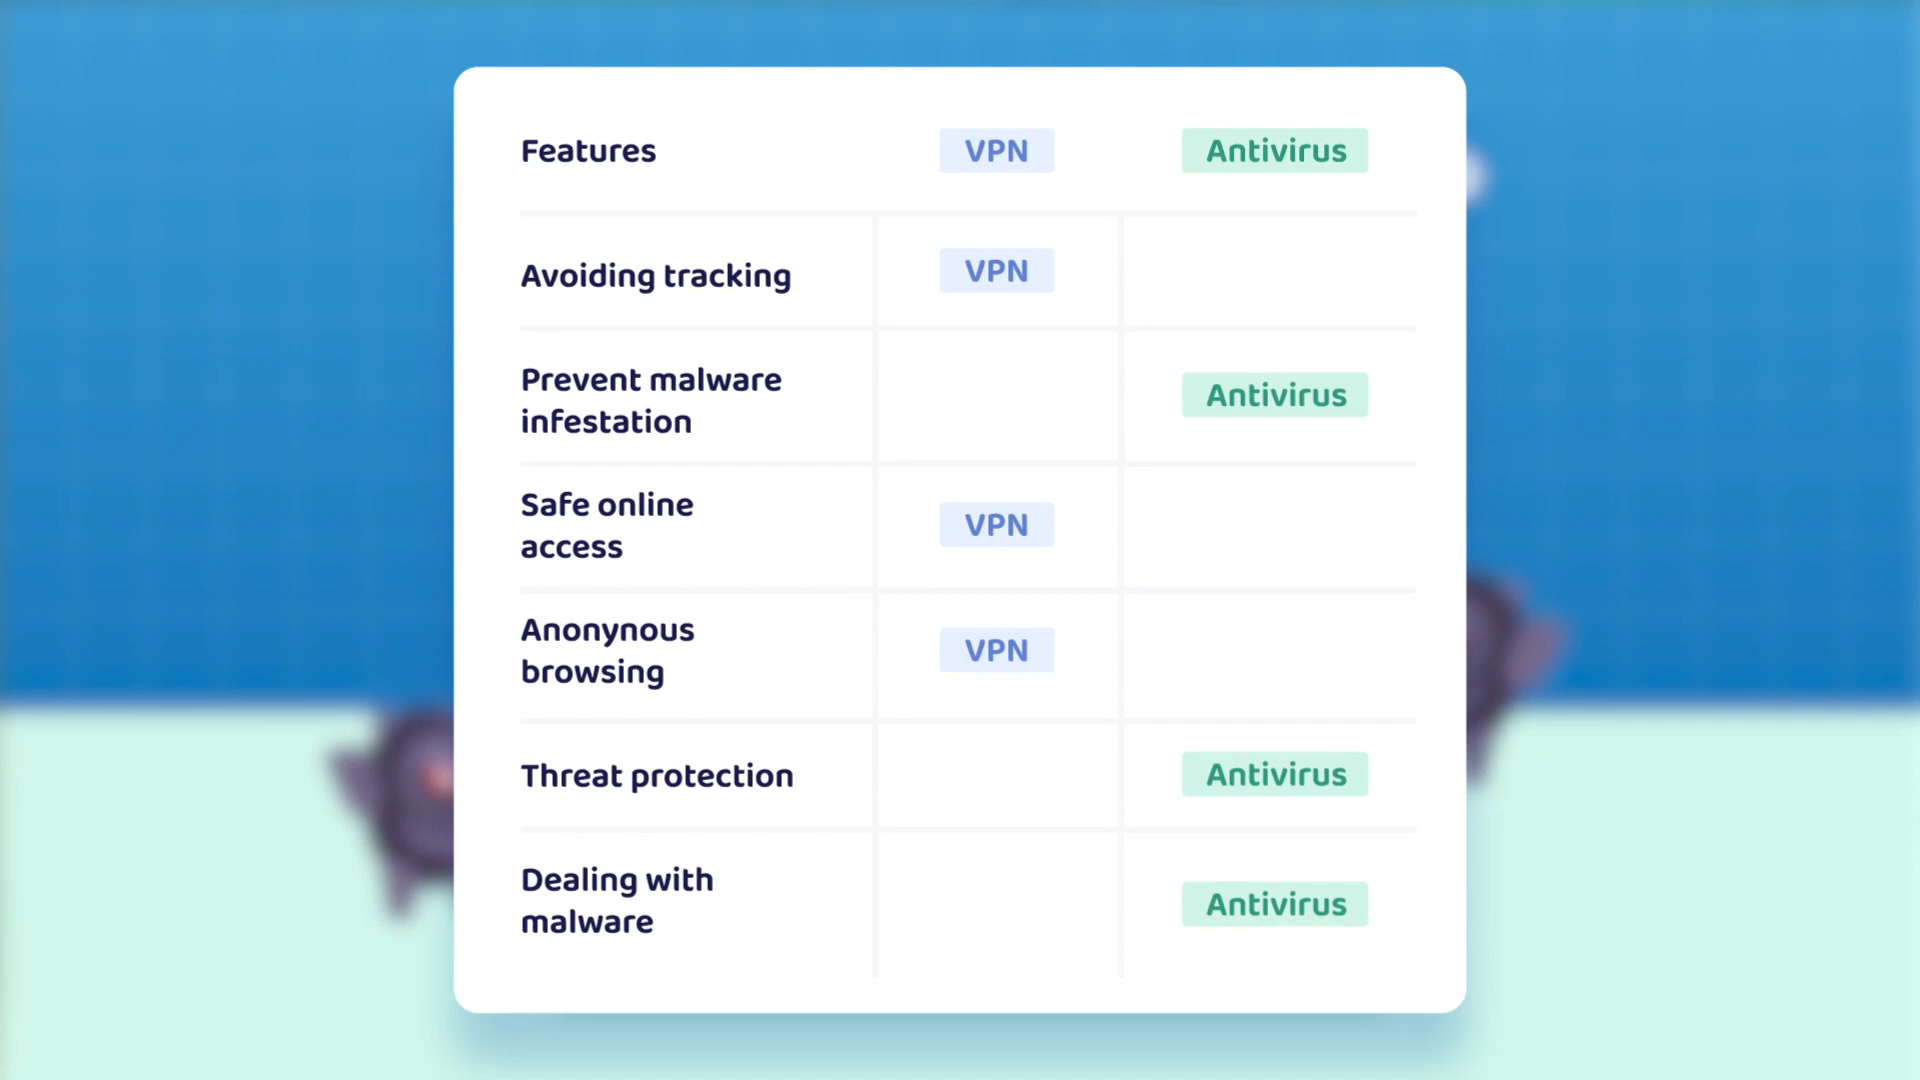 Features VPN Antivirus
Avoiding tracking VPN
Prevent malware
infestation
Antivirus
Safe online
access
VPN
Anonynous
browsing
VPN
Threat protection Antivirus
Dealing with
malware
Antivirus